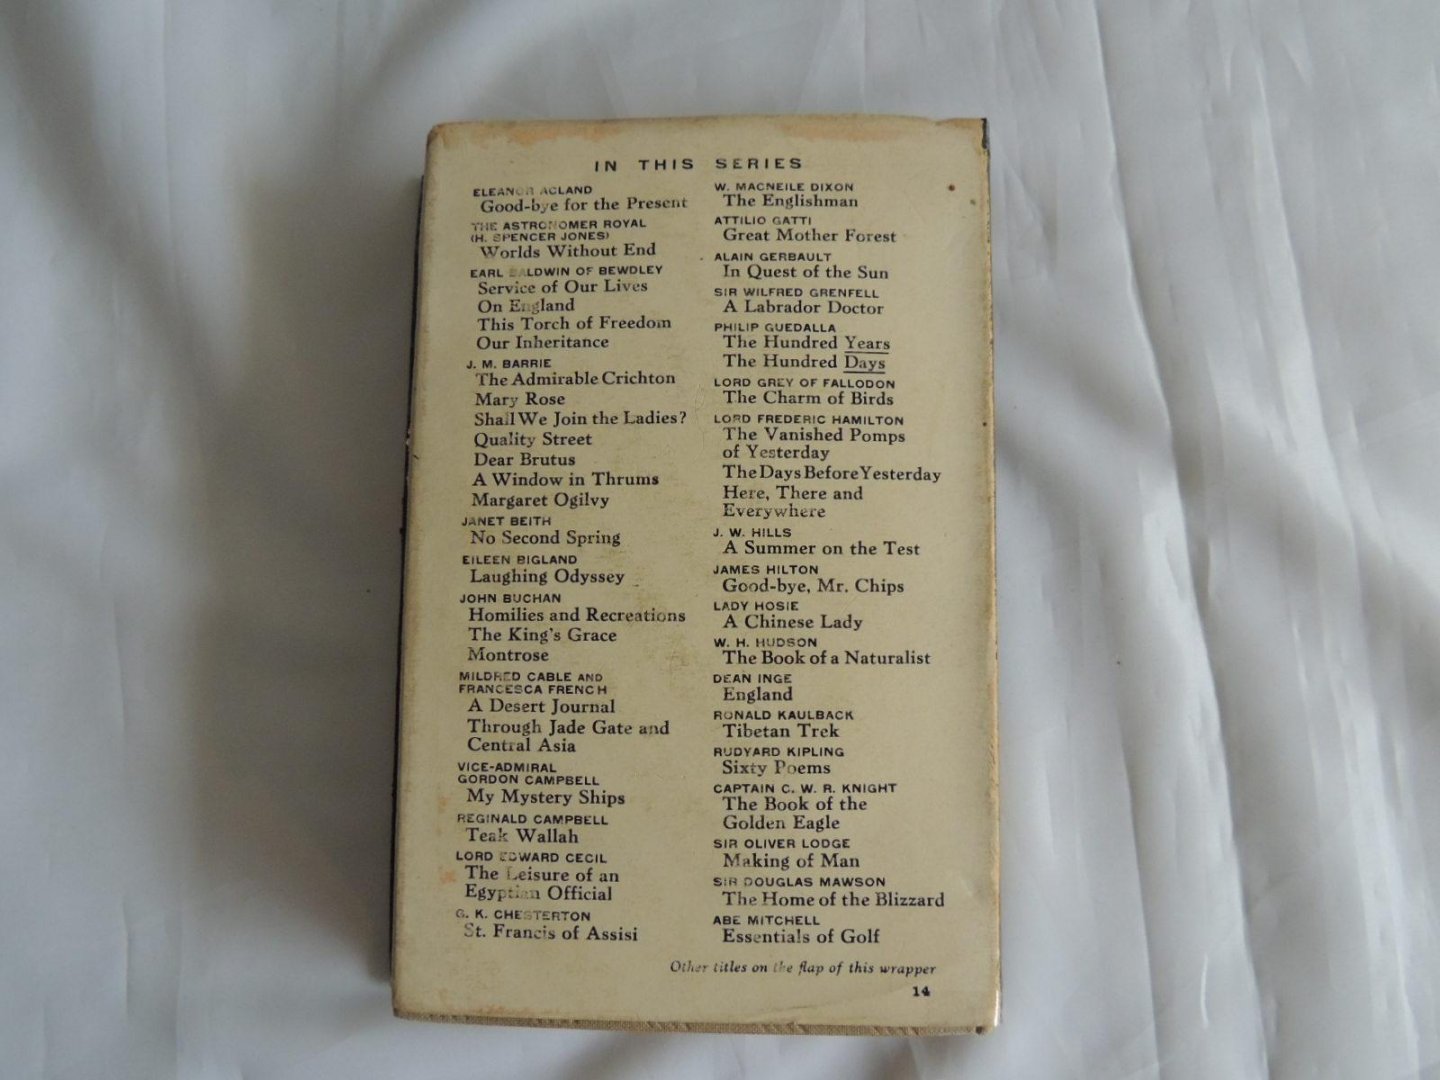 IN THIS SERIES
ELEANOR ACLAND
Good-bye for the Present
THE ASTRONOMER ROYAL
(H. SPENCER JONES)
Worlds Without End
EARL BALDWIN OF BEWDLEY
Service of Our Lives
On England
This Torch of Freedom
Our Inheritance
J. M. BARRIE
The Admirable Crichton
Mary Rose
Shall We Join the Ladies?
Quality Street
Dear Brutus
A Window in Thrums
Margaret Ogilvy
JANET BEITH
No Second Spring
EILEEN BIGLAND
Laughing Odyssey
JOHN BUCHAN
Homilies and Recreations
The King's Grace
Montrose
MILDRED CABLE AND
FRANCESCA FRENCH
A Desert Journal
Through Jade Gate and
Central Asia
VICE-ADMIRAL
GORDON CAMPBELL
My Mystery Ships
REGINALD CAMPBELL
Teak Wallah
LORD EDWARD CECIL
The Leisure of an
Egyptian Official
G. K. CHESTERTON
St. Francis of Assisi
W. MACNEILE DIXON
The Englishman
ATTILIO GATTI
Great Mother Forest
ALAIN GERBAULT
In Quest of the Sun
SIR WILFRED GRENFELL
A Labrador Doctor
PHILIP GUEDALLA
The Hundred Years
The Hundred Days
LORD GREY OF FALLODON
The Charm of Birds
LORD FREDERIC HAMILTON
The Vanished Pomps
of Yesterday
The Days Before Yesterday
Here, There and
Everywhere
J. W. HILLS
A Summer on the Test
JAMES HILTON
Good-bye, Mr. Chips
LADY HOSIE
A Chinese Lady
W. H. HUDSON
The Book of a Naturalist
DEAN INGE
England
RONALD KAULBACK
Tibetan Trek
RUDYARD KIPLING
Sixty Poems
CAPTAIN C. W. R. KNIGHT
The Book of the
Golden Eagle
SIR OLIVER LODGE
Making of Man
SIR DOUGLAS MAWSON
The Home of the Blizzard
ABE MITCHELL
Essentials of Golf
Other titles on the flap of this wrapper
14